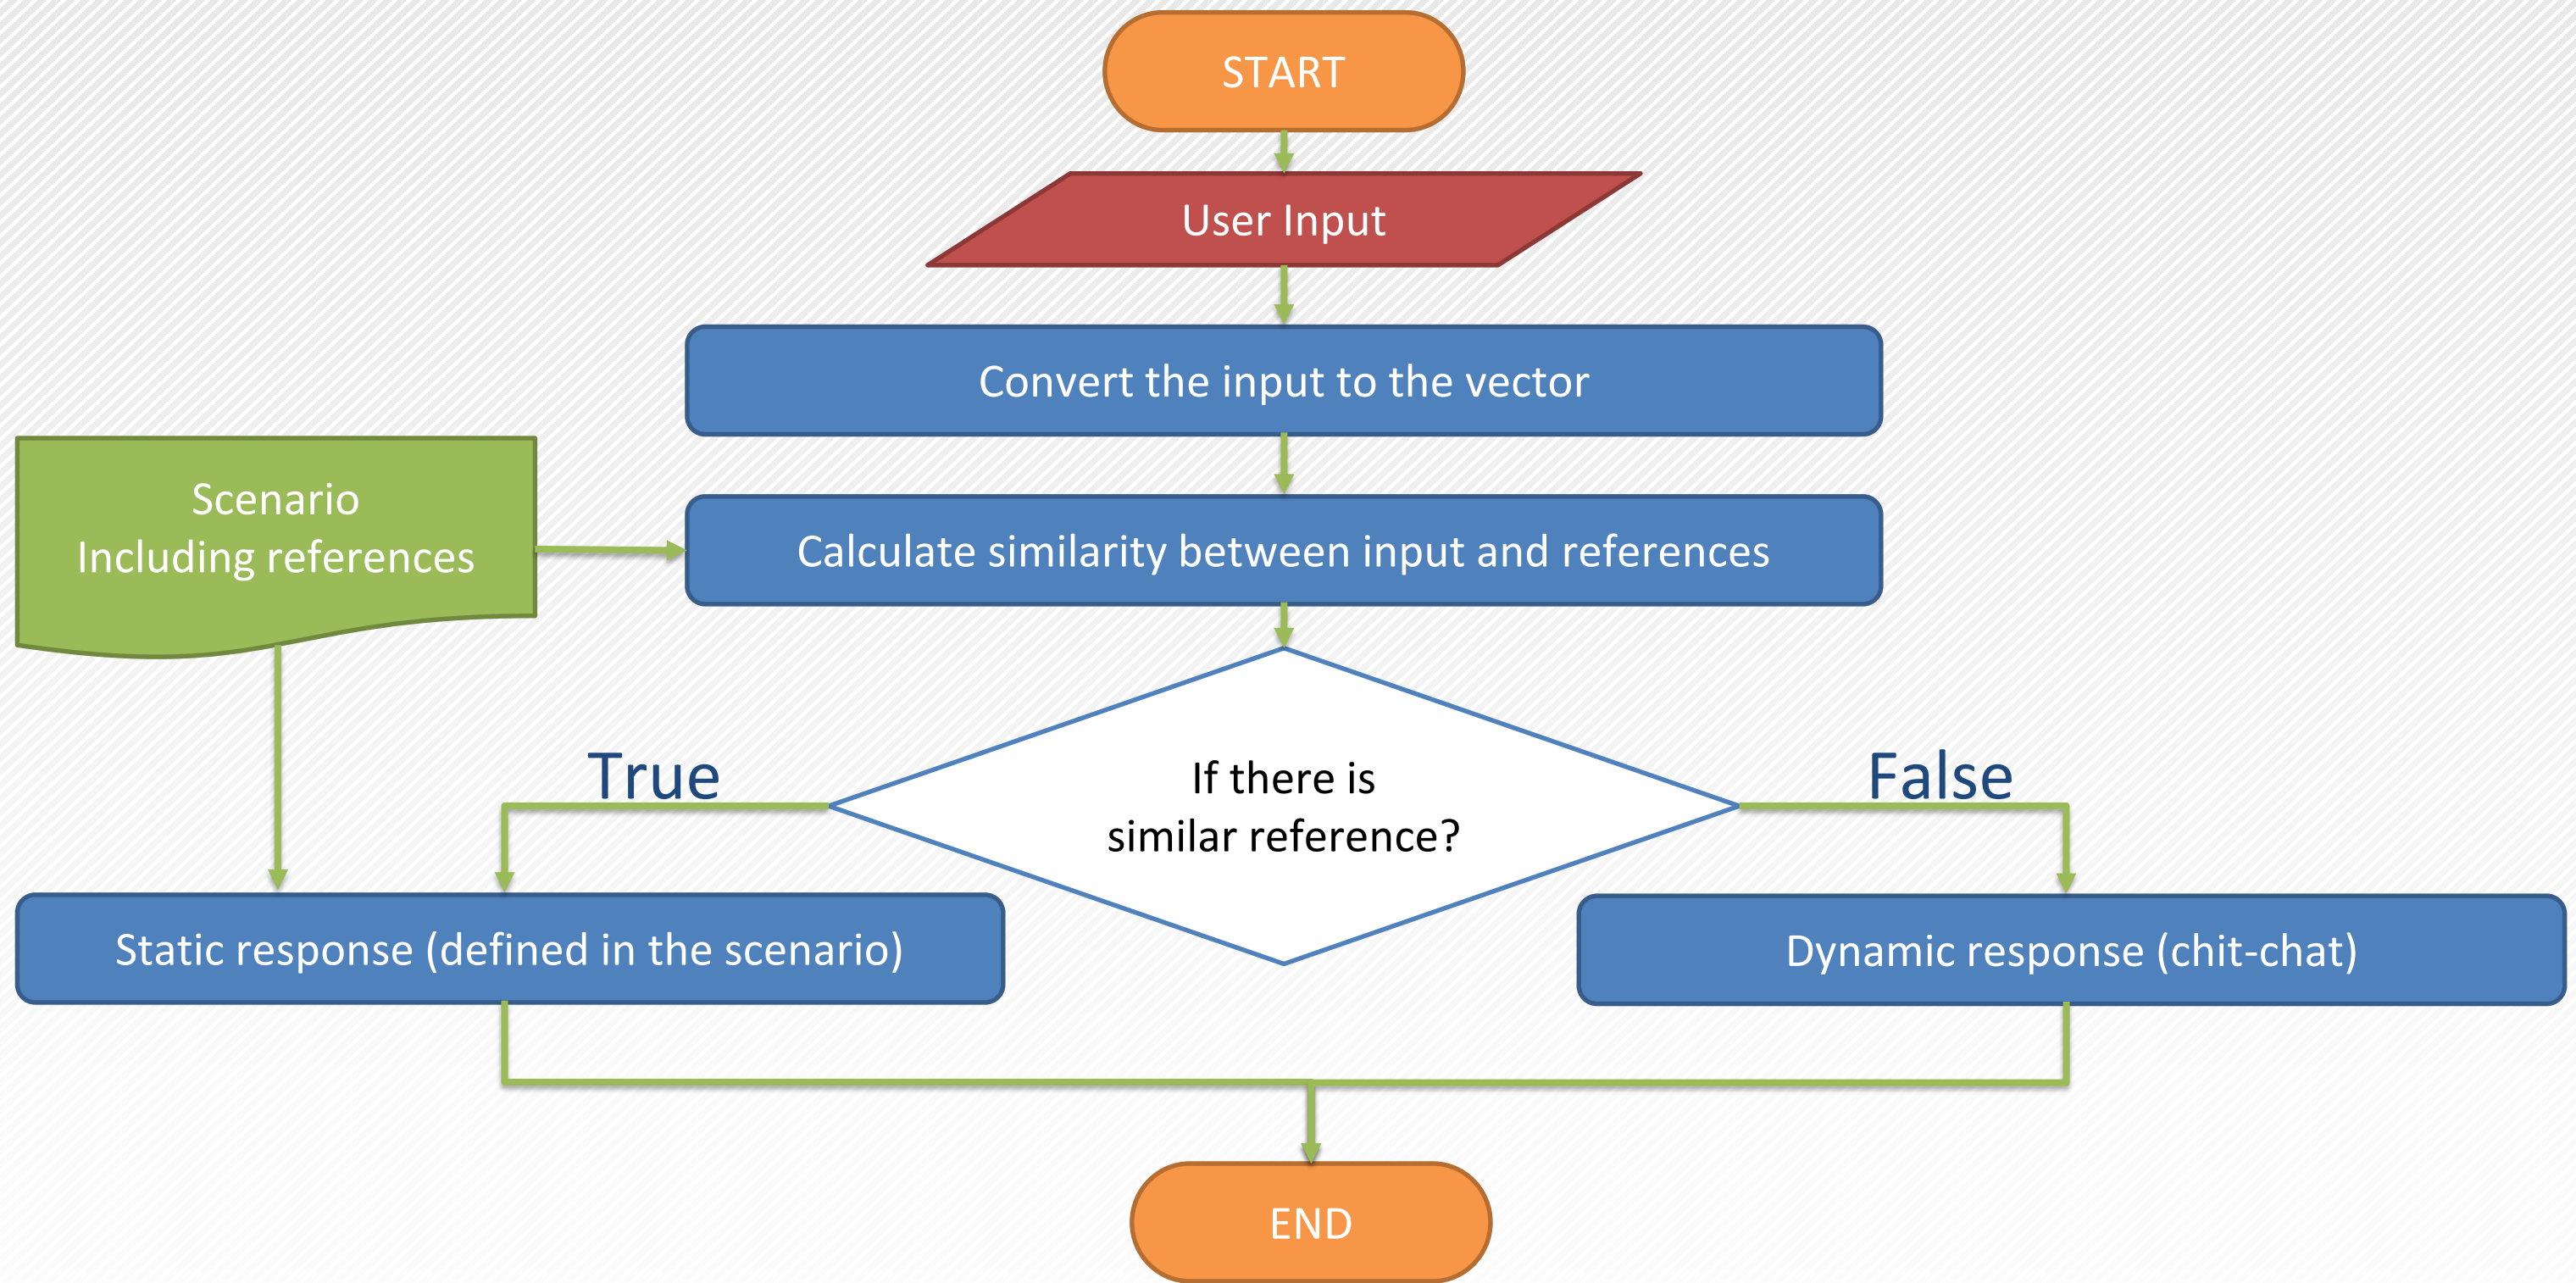 START
User Input
Convert the input to the vector
Scenario
Including references
Calculate similarity between input and references
If there is
similar reference?
True
False
Static response (defined in the scenario)
Dynamic response (chit-chat)
END